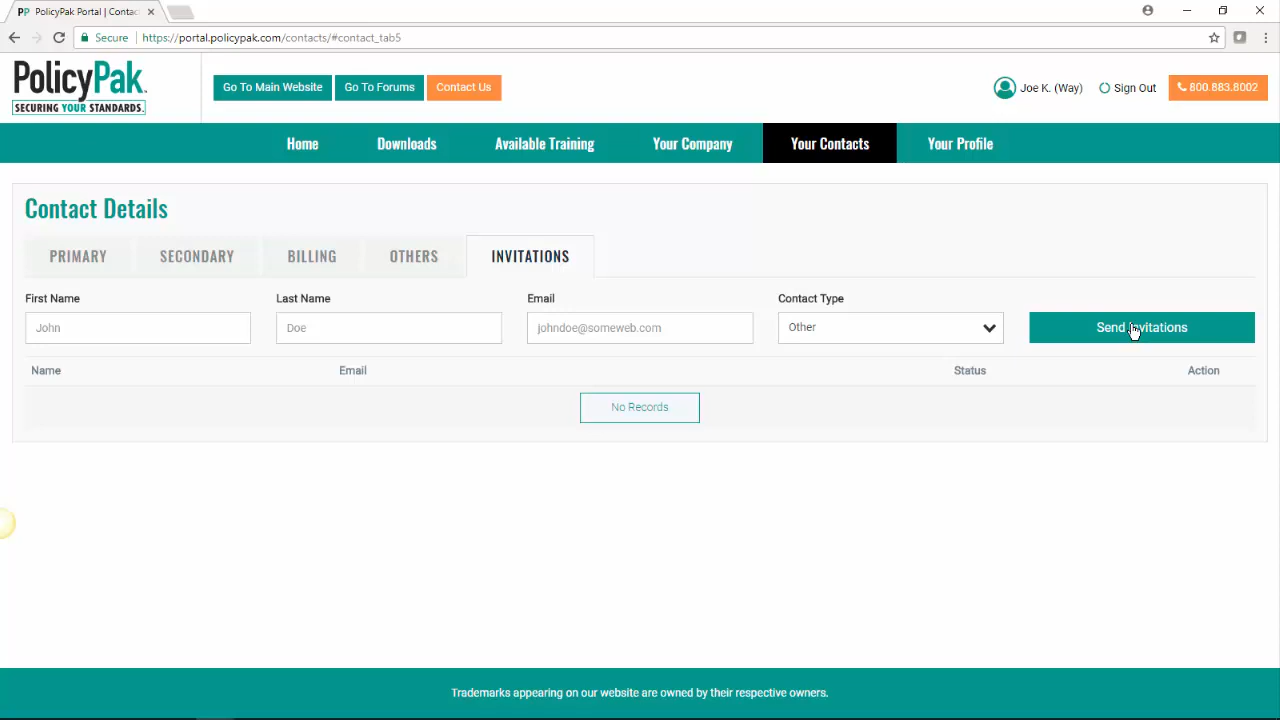 PP PolicyPak Portal | Contac
Secure https://portal.policypak.com/contacts/#contact_tab5
PolicyPak
SECURING YOUR STANDARDS.
Go To Main Website Go To Forums Contact Us
Joe K. (Way) Sign Out 800.883.8002
Home Downloads Available Training Your Company Your Contacts Your Profile
Contact Details
PRIMARY SECONDARY BILLING OTHERS INVITATIONS
First Name Last Name Email Contact Type
John Doe johndoe@someweb.com Other Send Invitations
Name Email Status Action
No Records
Trademarks appearing on our website are owned by their respective owners.